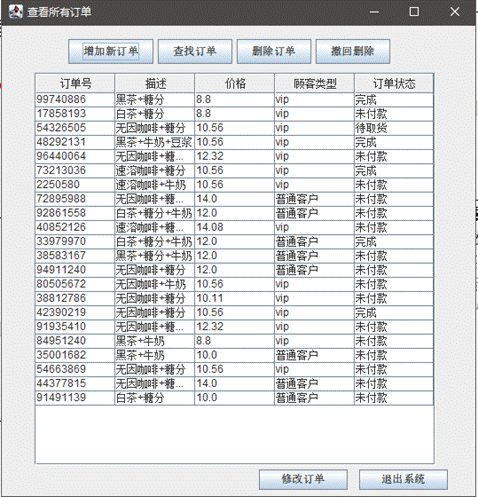 查看所有订单
增加新订单 查找订单 删除订单 撤回删除
订单号 描述 价格 顾客类型 订单状态
99740886 黑茶+糖分 8.8 vip 完成
17858193 白茶+糖分 8.8 vip 未付款
54326505 无因咖啡+糖分 10.56 vip 待取货
48292131 黑茶+牛奶+豆浆 10.56 vip 完成
96440064 无因咖啡+糖... 12.32 vip 未付款
73213036 速溶咖啡+糖分 10.56 vip 完成
2250580 速溶咖啡+牛奶 10.56 vip 未付款
72895988 无因咖啡+糖... 14.0 普通客户 未付款
92861558 白茶+糖分+牛奶 12.0 普通客户 未付款
40852126 速溶咖啡+糖... 14.08 vip 未付款
33979970 白茶+糖分+牛奶 12.0 普通客户 完成
38583167 黑茶+糖分+牛奶 12.0 普通客户 未付款
94911240 无因咖啡+糖分 12.0 普通客户 未付款
80505672 无因咖啡+牛奶 10.56 vip 未付款
38812786 无因咖啡+糖分 10.11 vip 未付款
42390219 无因咖啡+糖分 10.56 vip 完成
91935410 无因咖啡+糖... 12.32 vip 未付款
84951240 黑茶+牛奶 8.8 vip 未付款
35001682 黑茶+牛奶 10.0 普通客户 未付款
54663869 无因咖啡+糖分 10.56 vip 未付款
44377815 无因咖啡+糖... 14.0 普通客户 未付款
91491139 白茶+糖分 10.0 普通客户 未付款
修改订单 退出系统